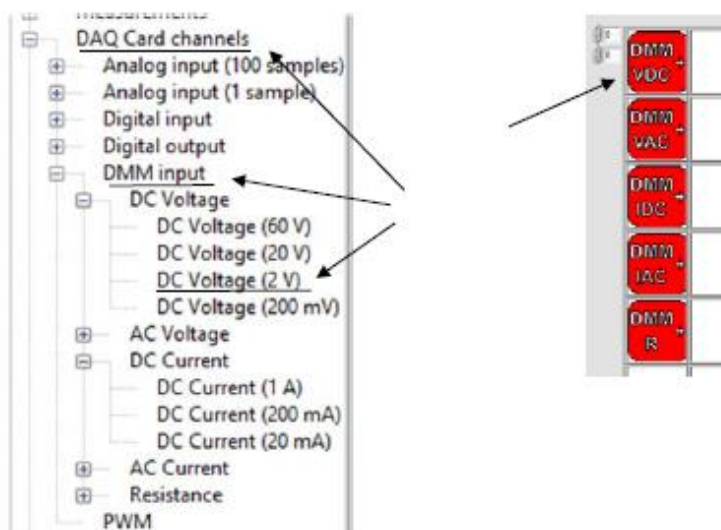 Measurements
DAQ Card channels
Analog input (100 samples)
Analog input (1 sample)
Digital input
Digital output
DMM input
DC Voltage
DC Voltage (60 V)
DC Voltage (20 V)
DC Voltage (2 V)
DC Voltage (200 mV)
AC Voltage
DC Current
DC Current (1 A)
DC Current (200 mA)
DC Current (20 mA)
AC Current
Resistance
PWM
DMM
VDC
DMM
VAC
DMM
IDC
DMM
IAC
DMM
R